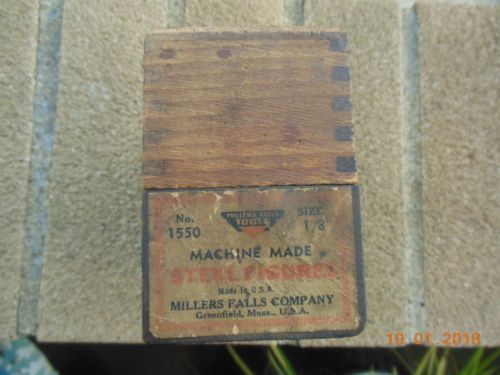 No. 1550
MILLERS FALLS
TOOLS
SIZE 1/8
MACHINE MADE
STEEL FIGURES
Made in U.S.A.
MILLERS FALLS COMPANY
Greenfield, Mass., U.S.A.
10 01 2018